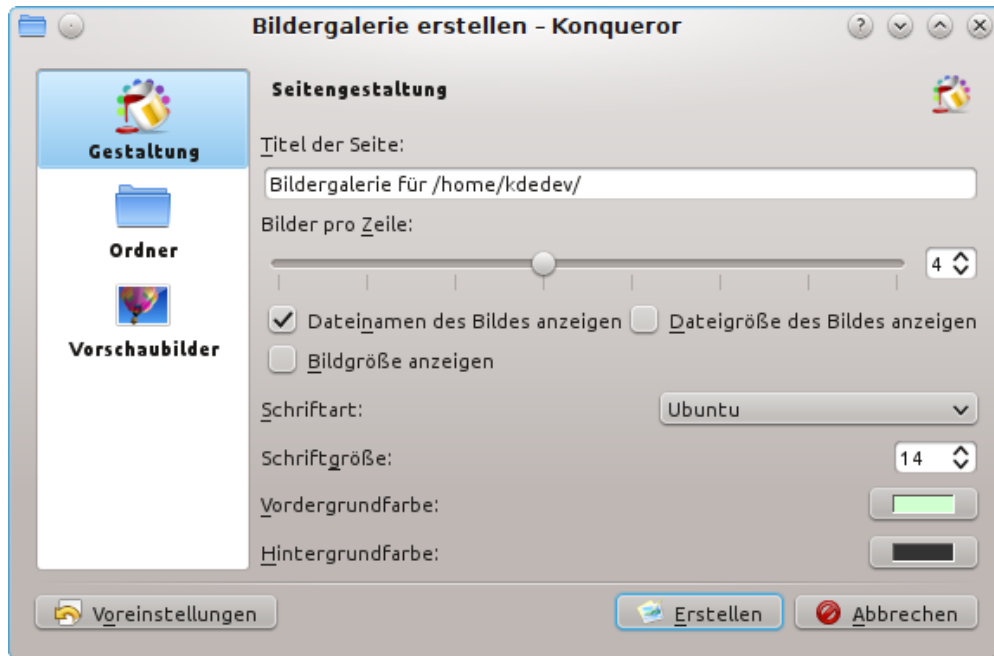 Bildergalerie erstellen – Konqueror
Gestaltung
Ordner
Vorschaubilder
Seitengestaltung
Titel der Seite:
Bildergalerie für /home/kdedev/
Bilder pro Zeile:
4
Dateinamen des Bildes anzeigen Dateigröße des Bildes anzeigen
Bildgröße anzeigen
Schriftart: Ubuntu
Schriftgröße: 14
Vordergrundfarbe:
Hintergrundfarbe:
Voreinstellungen Erstellen Abbrechen